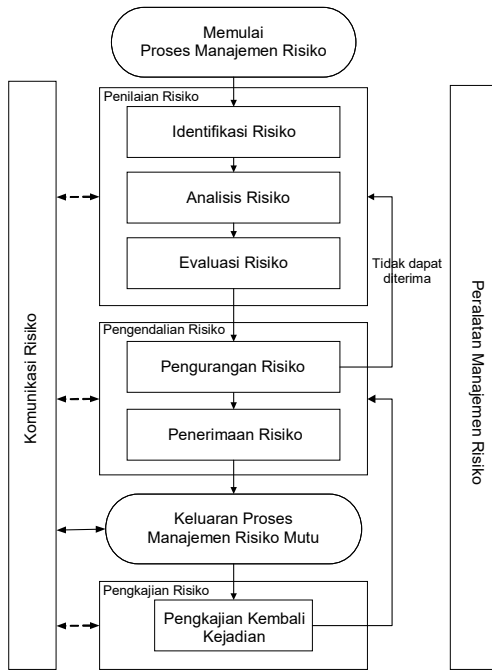 Memulai
Proses Manajemen Risiko
Penilaian Risiko
Identifikasi Risiko
Analisis Risiko
Evaluasi Risiko
Tidak dapat
diterima
Pengendalian Risiko
Pengurangan Risiko
Penerimaan Risiko
Keluaran Proses
Manajemen Risiko Mutu
Pengkajian Risiko
Pengkajian Kembali
Kejadian
Komunikasi Risiko
Peralatan Manajemen Risiko